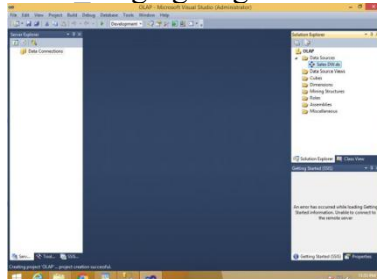 OLAP - Microsoft Visual Studio (Administrator)
File Edit View Project Build Debug Database Tools Window Help
Development
Server Explorer
Data Connections
Solution Explorer
OLAP
Data Sources
Sales DW.ds
Data Source Views
Cubes
Dimensions
Mining Structures
Roles
Assemblies
Miscellaneous
Solution Explorer Class View
Getting Started (SSIS)
An error has occurred while loading Getting
Started information. Unable to connect to
the remote server.
Getting Started (SSIS) Properties
Creating project 'OLAP'... project creation successful.